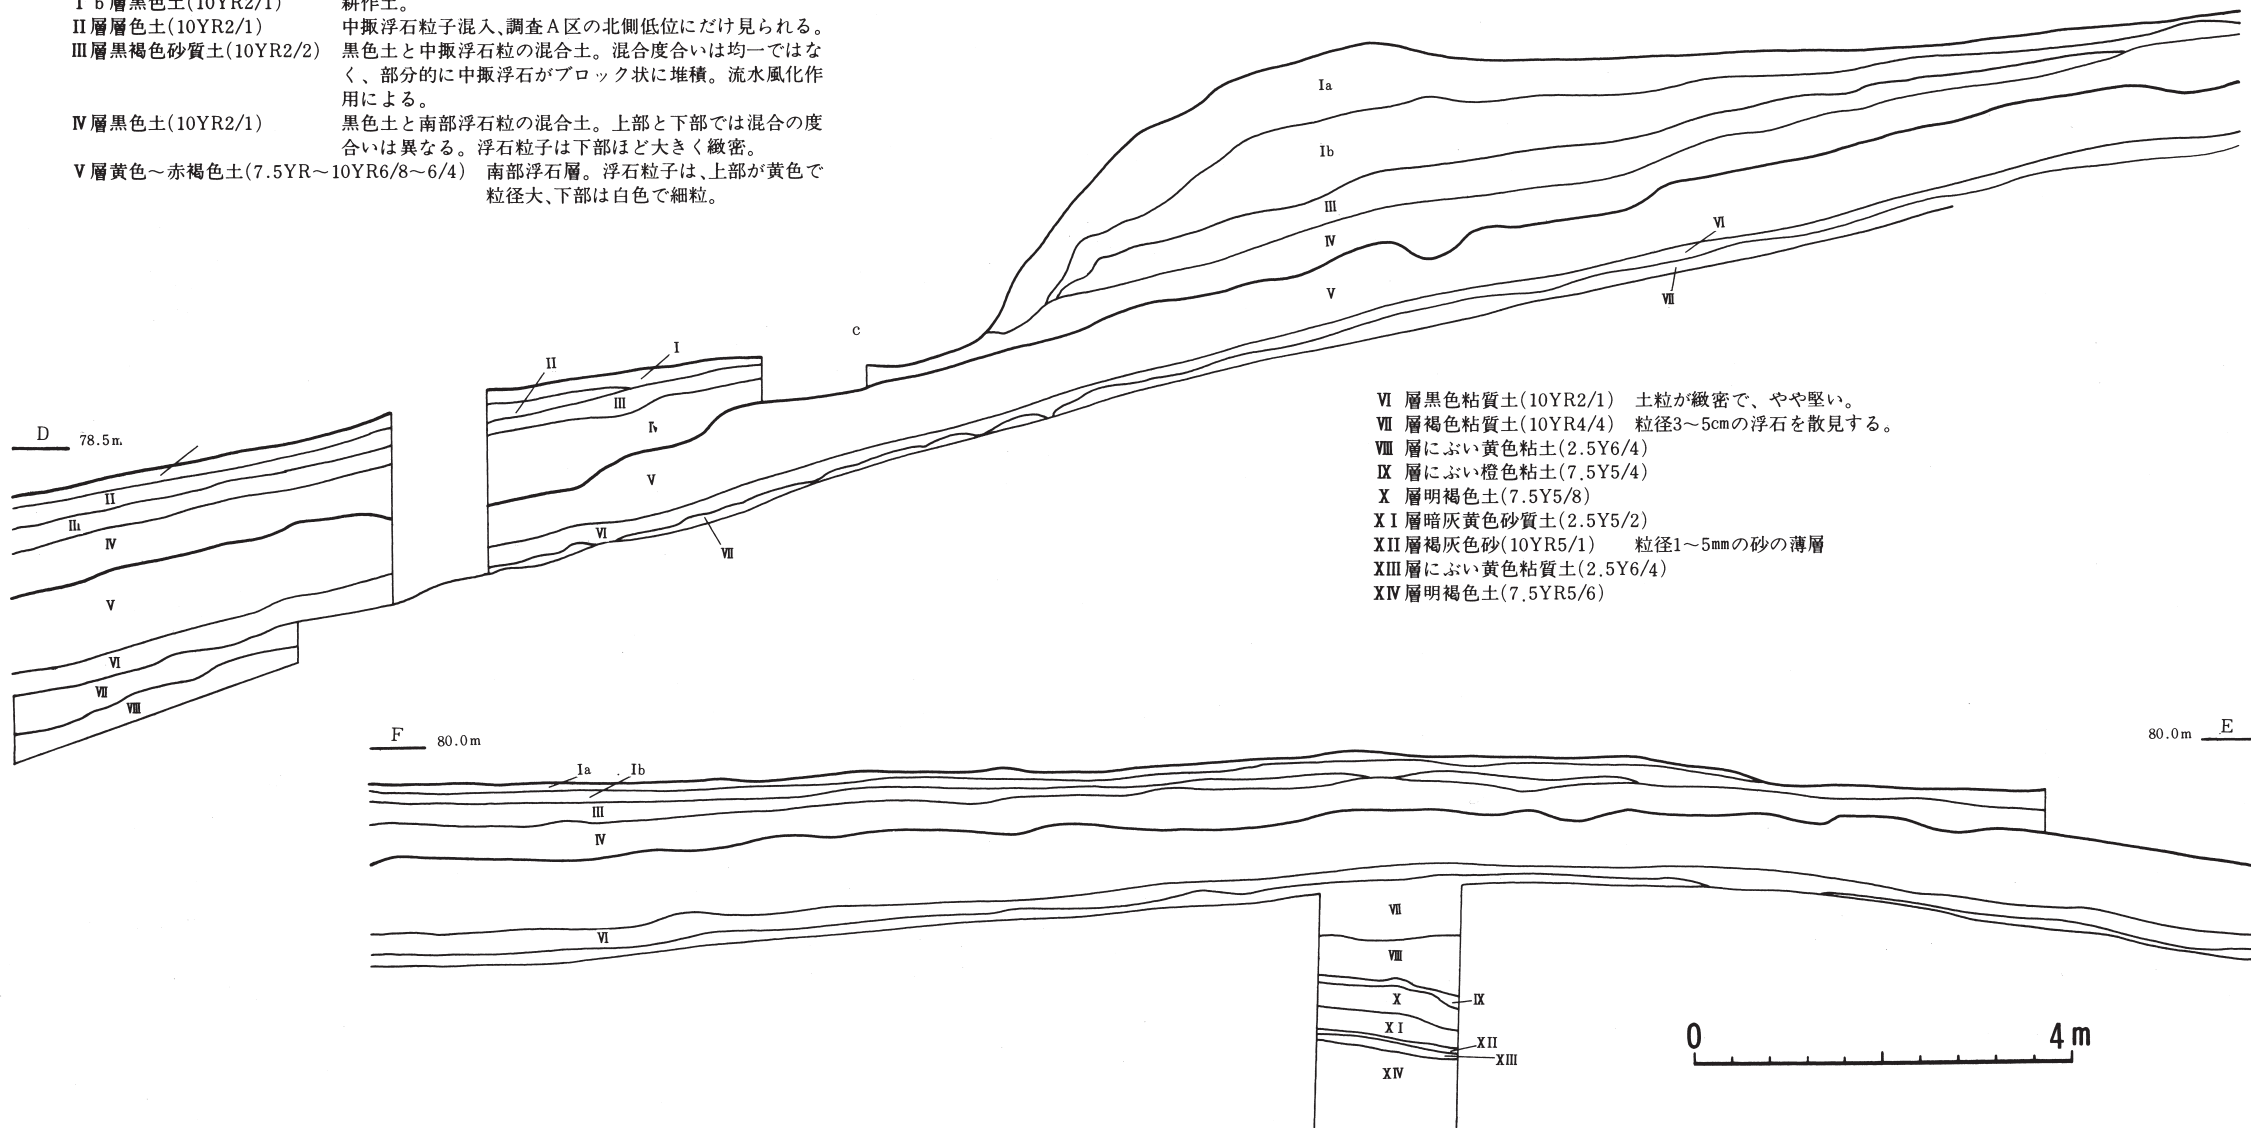 Ⅰb層黒色土(10YR2/1) 耕作土。
Ⅱ層層色土(10YR2/1) 中掫浮石粒子混入、調査A区の北側低位にだけ見られる。
Ⅲ層黒褐色砂質土(10YR2/2) 黒色土と中掫浮石粒の混合土。混合度合いは均一ではな
く、部分的に中掫浮石がブロック状に堆積。流水風化作
用による。
Ⅳ層黒色土(10YR2/1) 黒色土と南部浮石粒の混合土。上部と下部では混合の度
合いは異なる。浮石粒子は下部ほど大きく緻密。
Ⅴ層黄色～赤褐色土(7.5YR～10YR6/8～6/4) 南部浮石層。浮石粒子は、上部が黄色で
粒径大、下部は白色で細粒。
Ia
Ib
Ⅲ
Ⅳ
Ⅴ
Ⅵ
Ⅶ
c
Ⅰ
Ⅱ
Ⅲ
Ⅳ
Ⅴ
Ⅵ
Ⅶ
D 78.5m
Ⅱ
Ⅲ
Ⅳ
Ⅴ
Ⅵ
Ⅶ
Ⅷ
Ⅵ 層黒色粘質土(10YR2/1) 土粒が緻密で、やや堅い。
Ⅶ 層褐色粘質土(10YR4/4) 粒径3～5cmの浮石を散見する。
Ⅷ 層にぶい黄色粘土(2.5Y6/4)
Ⅸ 層にぶい橙色粘土(7.5Y5/4)
Ⅹ 層明褐色土(7.5Y5/8)
ⅩⅠ層暗灰黄色砂質土(2.5Y5/2)
ⅩⅡ層褐灰色砂(10YR5/1) 粒径1～5mmの砂の薄層
ⅩⅢ層にぶい黄色粘質土(2.5Y6/4)
ⅩⅣ層明褐色土(7.5YR5/6)
F 80.0m
80.0m E
Ia Ib
Ⅲ
Ⅳ
Ⅵ
Ⅶ
Ⅷ
Ⅸ
Ⅹ
ⅩⅠ
ⅩⅡ
ⅩⅢ
ⅩⅣ
0 4m